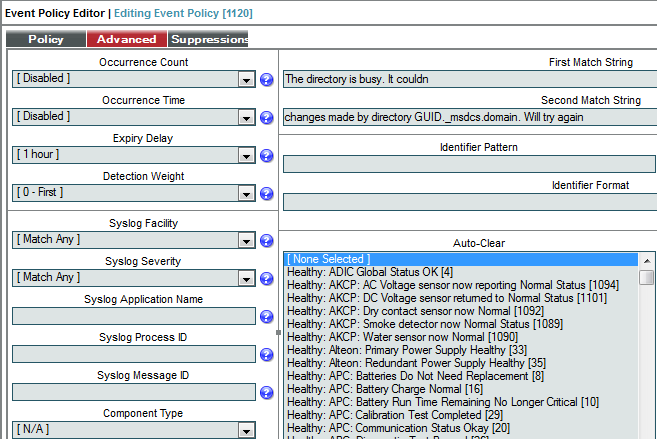 Event Policy Editor | Editing Event Policy [1120]
Policy Advanced Suppressions
Occurrence Count
[ Disabled ]
Occurrence Time
[ Disabled ]
Expiry Delay
[ 1 hour ]
Detection Weight
[ 0 - First ]
Syslog Facility
[ Match Any ]
Syslog Severity
[ Match Any ]
Syslog Application Name
Syslog Process ID
Syslog Message ID
Component Type
[ N/A ]
First Match String
The directory is busy. It couldn
Second Match String
changes made by directory GUID._msdcs.domain. Will try again
Identifier Pattern
Identifier Format
Auto-Clear
[ None Selected ]
Healthy: ADIC Global Status OK [4]
Healthy: AKCP: AC Voltage sensor now reporting Normal Status [1094]
Healthy: AKCP: DC Voltage sensor returned to Normal Status [1101]
Healthy: AKCP: Dry contact sensor now Normal [1092]
Healthy: AKCP: Smoke detector now Normal Status [1089]
Healthy: AKCP: Water sensor now Normal [1090]
Healthy: Alteon: Primary Power Supply Healthy [33]
Healthy: Alteon: Redundant Power Supply Healthy [35]
Healthy: APC: Batteries Do Not Need Replacement [8]
Healthy: APC: Battery Charge Normal [16]
Healthy: APC: Battery Run Time Remaining No Longer Critical [10]
Healthy: APC: Calibration Test Completed [29]
Healthy: APC: Communication Status Okay [20]